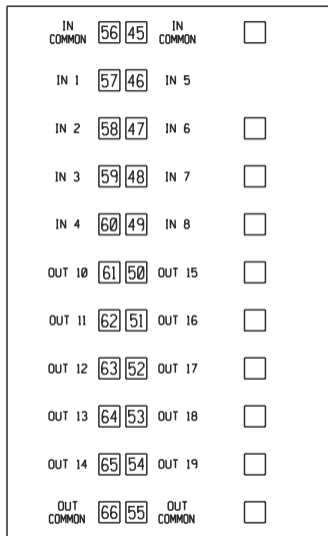 IN COMMON 56 45 IN COMMON
IN 1 57 46 IN 5
IN 2 58 47 IN 6
IN 3 59 48 IN 7
IN 4 60 49 IN 8
OUT 10 61 50 OUT 15
OUT 11 62 51 OUT 16
OUT 12 63 52 OUT 17
OUT 13 64 53 OUT 18
OUT 14 65 54 OUT 19
OUT COMMON 66 55 OUT COMMON